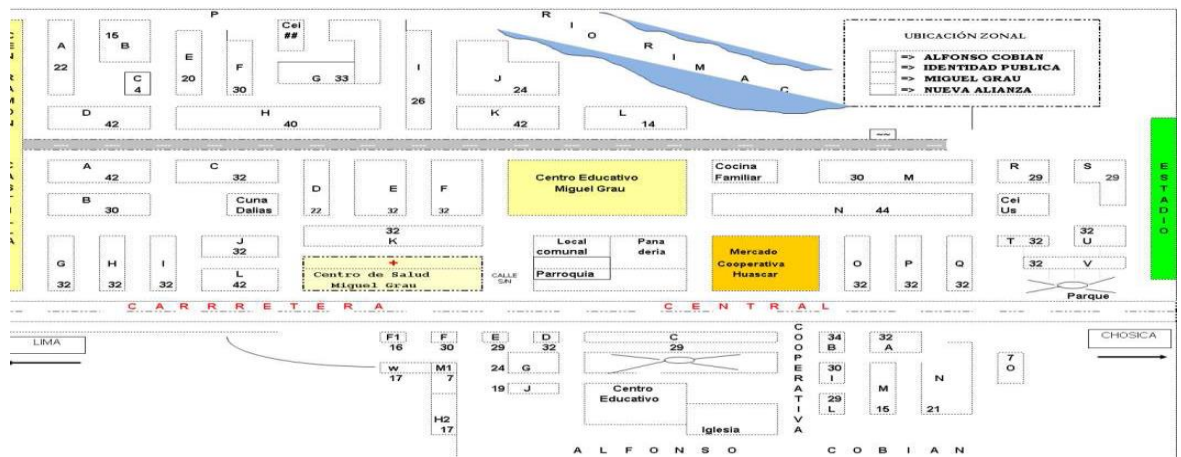 P
R I O R I M A C
UBICACIÓN ZONAL
=> ALFONSO COBIAN
=> IDENTIDAD PUBLICA
=> MIGUEL GRAU
=> NUEVA ALIANZA
A
22
15
B
C
4
E
20
F
30
Cei
##
G 33
I
26
J
24
D
42
H
40
K
42
L
14
~~
A
42
C
32
D
22
E
32
F
32
Centro Educativo
Miguel Grau
Cocina
Familiar
30 M
R
29
S
29
ESTADIO
B
30
Cuna
Dalias
N 44
Cei
Us
G
32
H
32
I
32
J
32
L
42
32
K
Centro de Salud
Miguel Grau
CALLE
S/N
Local
comunal
Parroquia
Pana
deria
Mercado
Cooperativa
Huascar
O
32
P
32
Q
32
T 32
32
U
32 V
Parque
CARRRETERA CENTRAL
LIMA
CHOSICA
F1
16
F
30
E
29
D
32
C
29
COOPERATIVA
34
B
32
A
w
17
M1
7
24 G
19 J
H2
17
Centro
Educativo
Iglesia
30
I
29
L
M
15
N
21
7
O
ALFONSO COBIAN